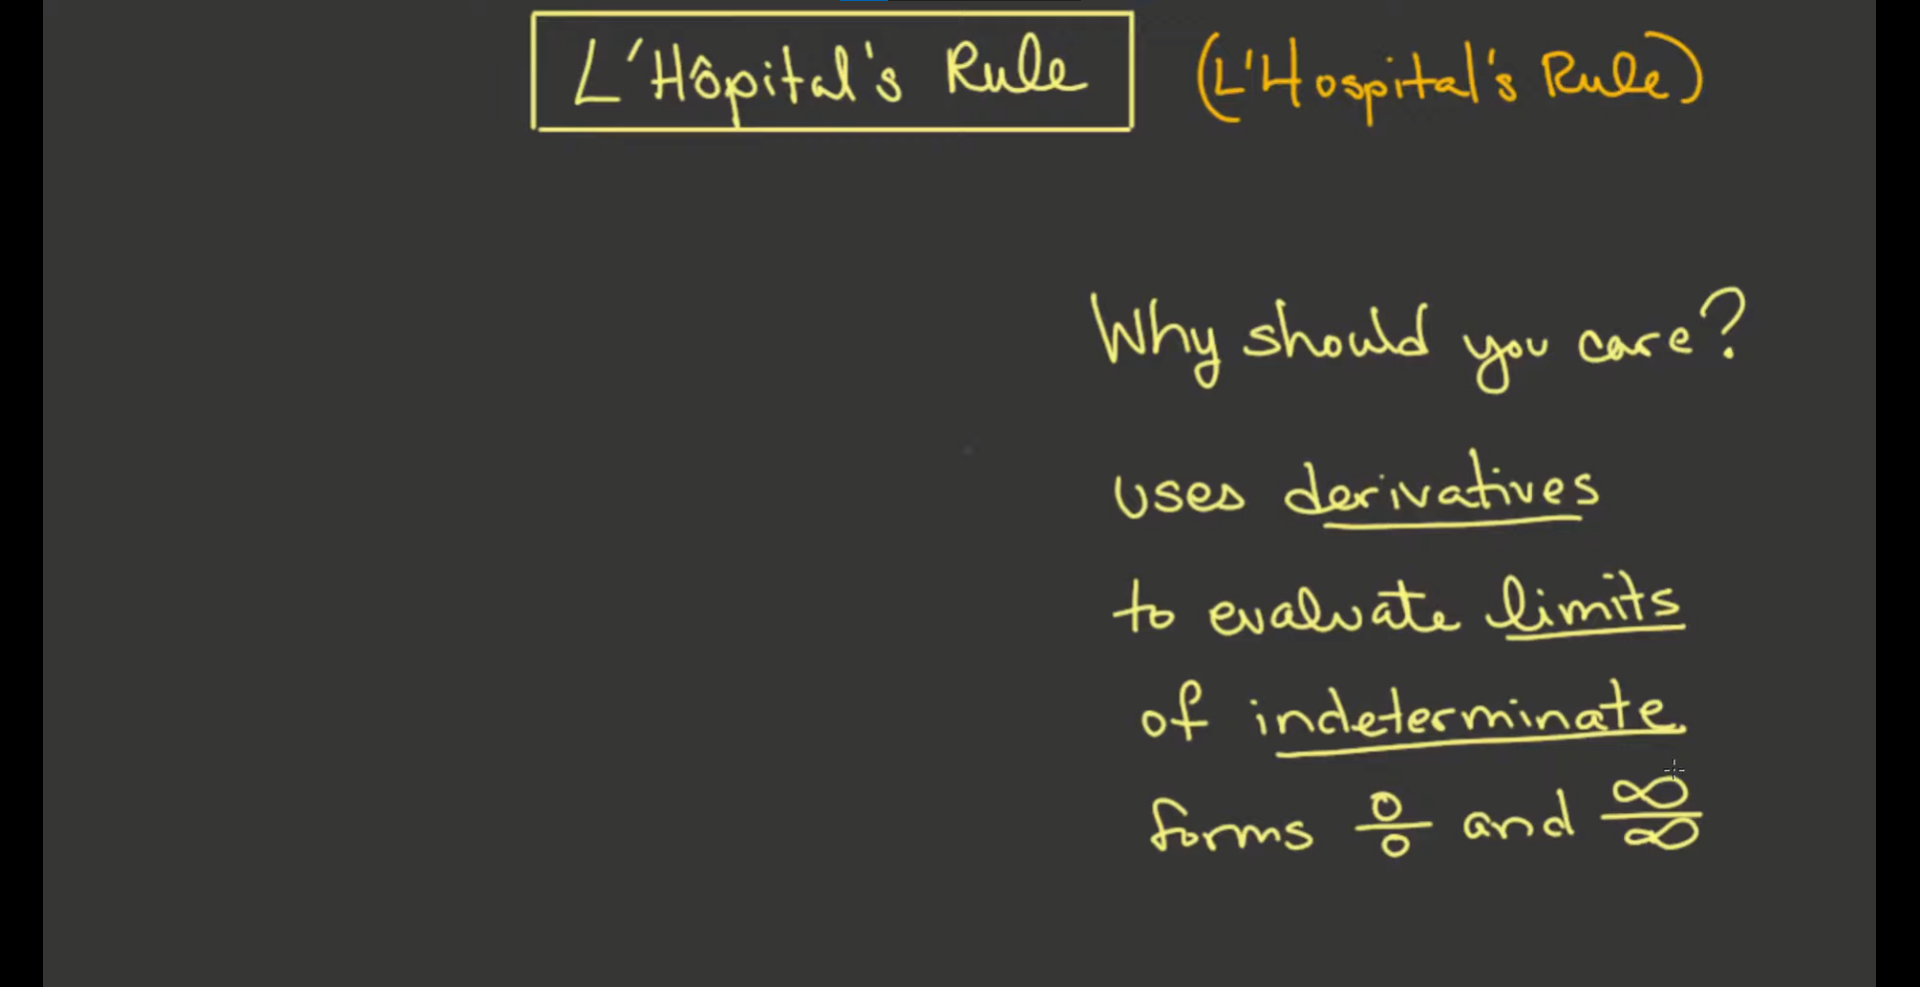 L'Hôpital's Rule (L'Hospital's Rule)
Why should you care?
uses derivatives
to evaluate limits
of indeterminate
forms 0/0 and ∞/∞